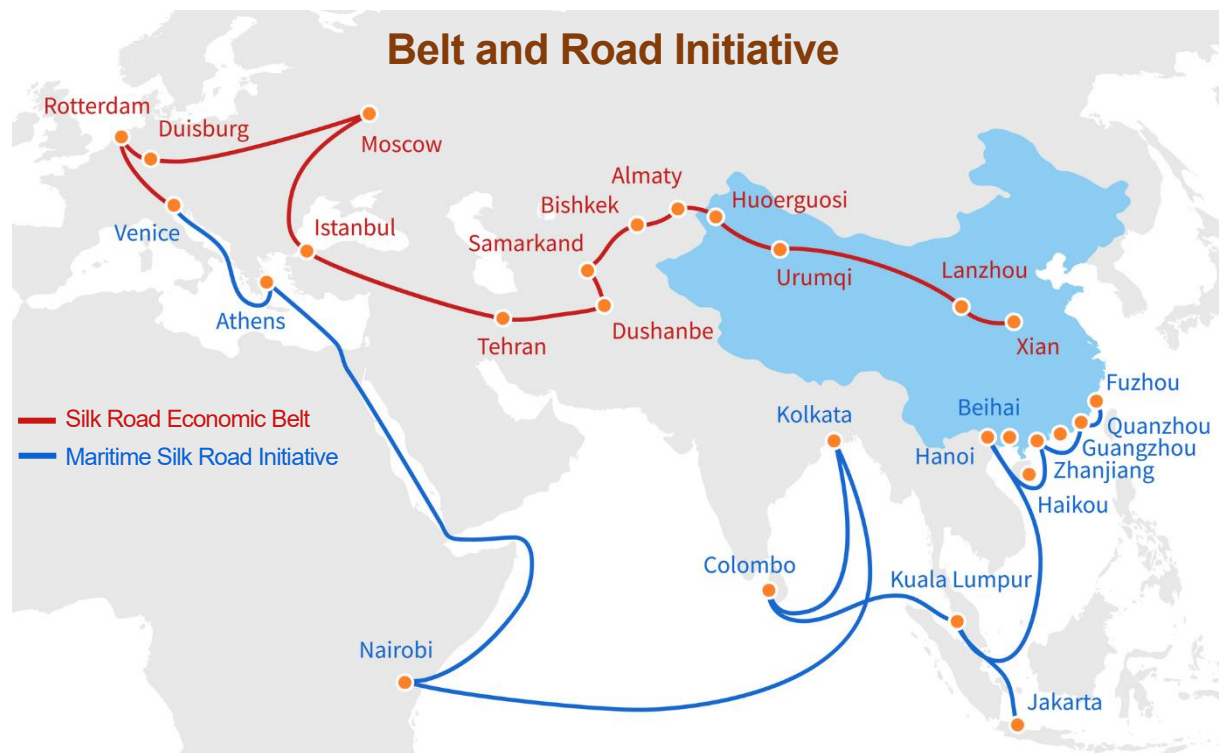 Belt and Road Initiative
Rotterdam
Duisburg
Moscow
Almaty
Bishkek
Huoerguosi
Venice
Istanbul
Samarkand
Urumqi
Lanzhou
Athens
Tehran
Dushanbe
Xian
Silk Road Economic Belt
Maritime Silk Road Initiative
Fuzhou
Kolkata
Beihai
Quanzhou
Hanoi
Guangzhou
Zhanjiang
Haikou
Colombo
Kuala Lumpur
Nairobi
Jakarta